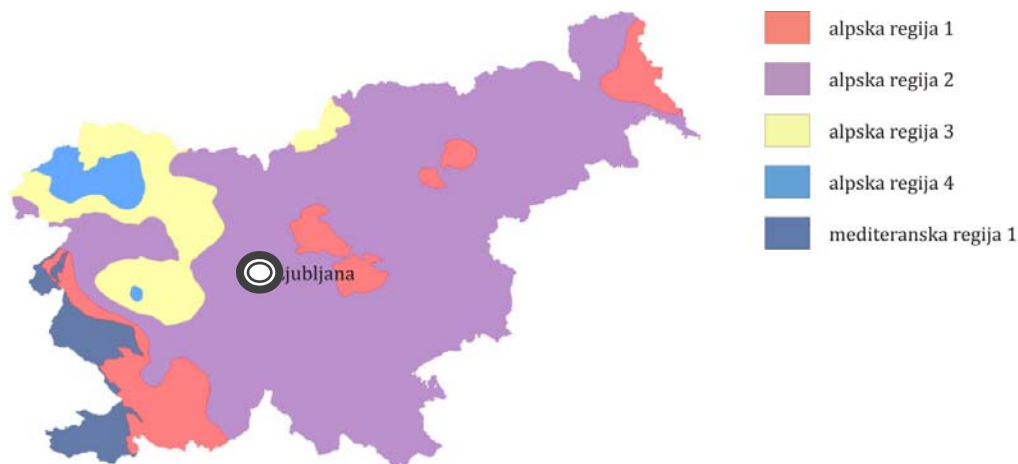 alpska regija 1
alpska regija 2
alpska regija 3
alpska regija 4
mediteranska regija 1
jubljana